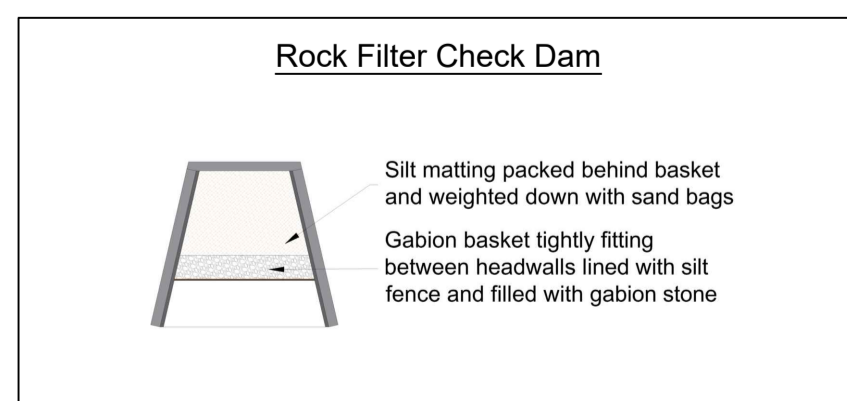 Rock Filter Check Dam
Silt matting packed behind basket
and weighted down with sand bags
Gabion basket tightly fitting
between headwalls lined with silt
fence and filled with gabion stone